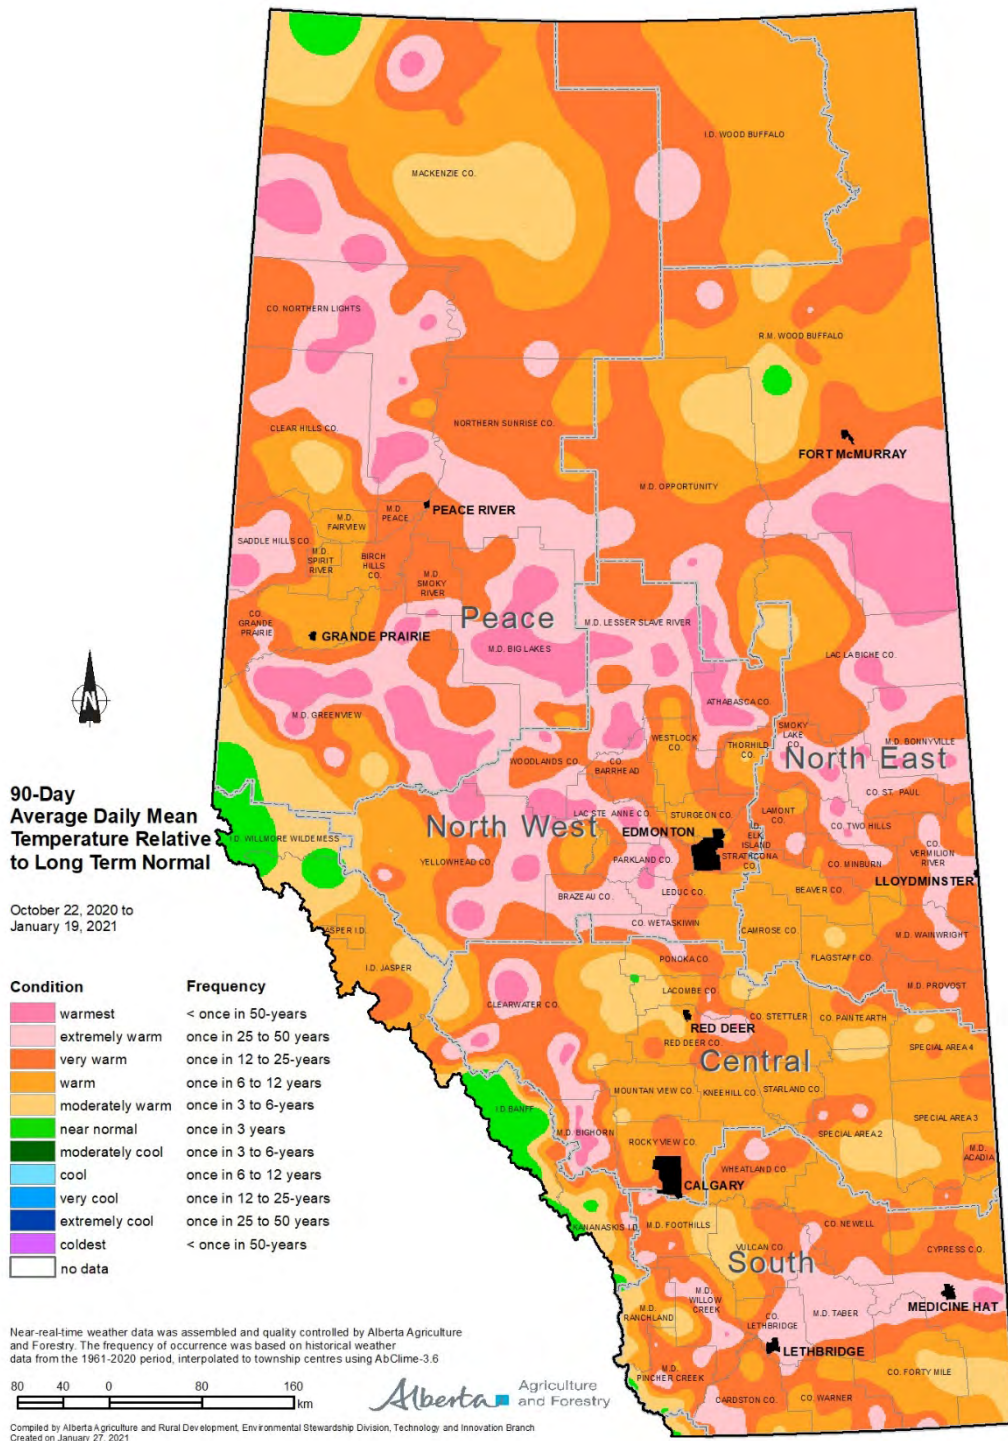 I.D. WOOD BUFFALO
MACKENZIE CO.
CO. NORTHERN LIGHTS
R.M. WOOD BUFFALO
CLEAR HILLS CO.
NORTHERN SUNRISE CO.
FORT McMURRAY
M.D. OPPORTUNITY
PEACE RIVER
M.D.
PEACE
M.D.
FAIRVIEW
SADDLE HILLS CO.
M.D.
SPIRIT
RIVER
BIRCH
HILLS
CO.
M.D.
SMOKY
RIVER
CO.
GRANDE
PRAIRIE
GRANDE PRAIRIE
Peace
M.D. LESSER SLAVE RIVER
M.D. BIG LAKES
LAC LA BICHE CO.
N
M.D. GREENVIEW
ATHABASCA CO.
WESTLOCK
CO.
THORHILD
CO.
SMOKY
LAKE
CO.
M.D. BONNYVILLE
North East
WOODLANDS CO.
CO.
BARRHEAD
CO. ST. PAUL
90-Day
Average Daily Mean
Temperature Relative
to Long Term Normal
October 22, 2020 to
January 19, 2021
I.D. WILLMORE WILDERNESS
North West
LAC STE ANNE CO.
STURGEON CO.
LAMONT
CO.
CO. TWO HILLS
EDMONTON
I.D.
ELK
ISLAND
STRATHCONA
CO.
YELLOWHEAD CO.
PARKLAND CO.
CO. MINBURN
CO.
VERMILION
RIVER
LLOYDMINSTER
BRAZEAU CO.
LEDUC CO.
BEAVER CO.
CO. WETASKIWIN
CAMROSE CO.
M.D. WAINWRIGHT
JASPER I.D.
I.D. JASPER
PONOKA CO.
FLAGSTAFF CO.
CLEARWATER CO.
LACOMBE CO.
M.D. PROVOST
RED DEER
CO. STETTLER
CO. PAINTEARTH
RED DEER CO.
Central
SPECIAL AREA 4
MOUNTAN VIEW CO.
KNEEHILL CO.
STARLAND CO.
I.D BANFF
M.D. BIGHORN
SPECIAL AREA 3
ROCKY VIEW CO.
SPECIAL AREA 2
M.D.
ACADIA
WHEATLAND CO.
CALGARY
KANANASKIS I.D.
M.D. FOOTHILLS
CO. NEWELL
VULCAN CO.
South
CYPRESS C.O.
M.D.
WILLOW
CREEK
M.D.
RANCHLAND
CO.
LETHBRIDGE
M.D. TABER
MEDICINE HAT
LETHBRIDGE
M.D.
PINCHER CREEK
CO. FORTY MILE
CARDSTON CO.
CO. WARNER
Condition Frequency
warmest < once in 50-years
extremely warm once in 25 to 50 years
very warm once in 12 to 25-years
warm once in 6 to 12 years
moderately warm once in 3 to 6-years
near normal once in 3 years
moderately cool once in 3 to 6-years
cool once in 6 to 12 years
very cool once in 12 to 25-years
extremely cool once in 25 to 50 years
coldest < once in 50-years
no data
Near-real-time weather data was assembled and quality controlled by Alberta Agriculture
and Forestry. The frequency of occurrence was based on historical weather
data from the 1961-2020 period, interpolated to township centres using AbClime-3.6
80 40 0 80 160
km
Alberta Agriculture
and Forestry
Compiled by Alberta Agriculture and Rural Development, Environmental Stewardship Division, Technology and Innovation Branch
Created on January 27, 2021